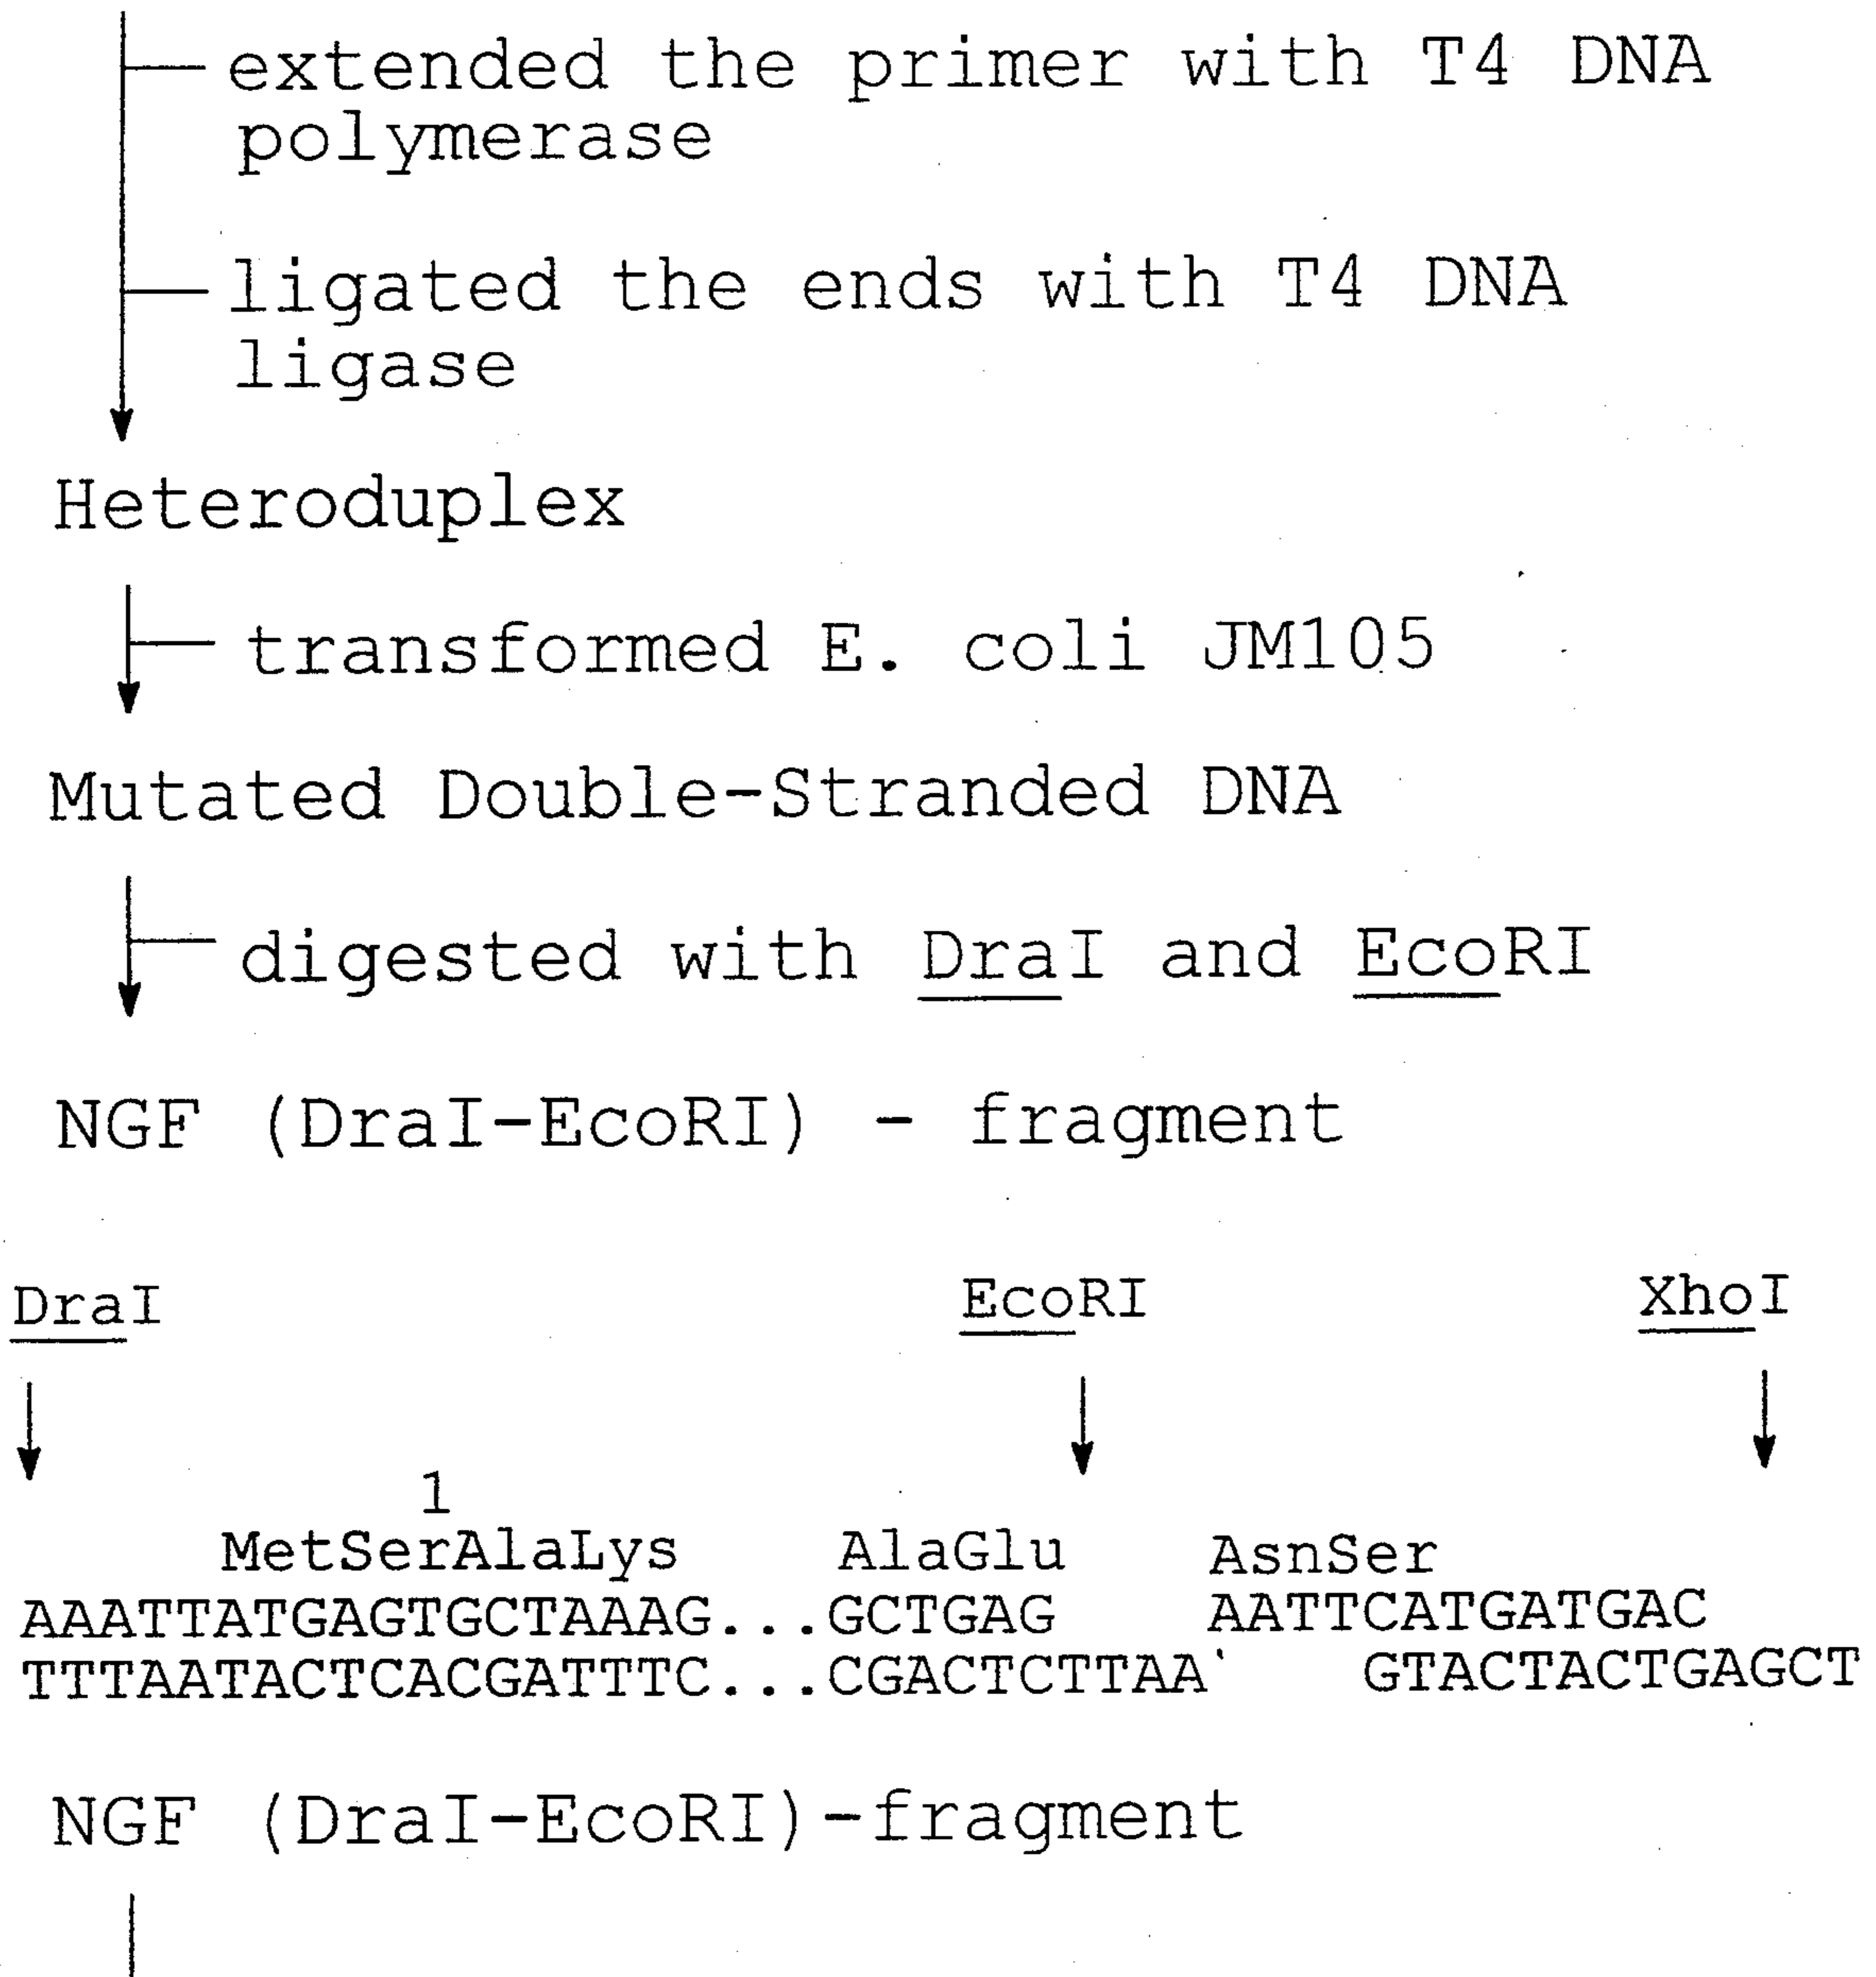 extended the primer with T4 DNA
polymerase
ligated the ends with T4 DNA
ligase
Heteroduplex
transformed E. coli JM105
Mutated Double-Stranded DNA
digested with DraI and EcoRI
NGF (DraI-EcoRI) - fragment
DraI EcoRI XhoI
1
MetSerAlaLys AlaGlu AsnSer
AAATTATGAGTGCTAAAG...GCTGAG AATTCATGATGAC
TTTAATACTCACGATTTC...CGACTCTTAA GTACTACTGAGCT
NGF (DraI-EcoRI)-fragment